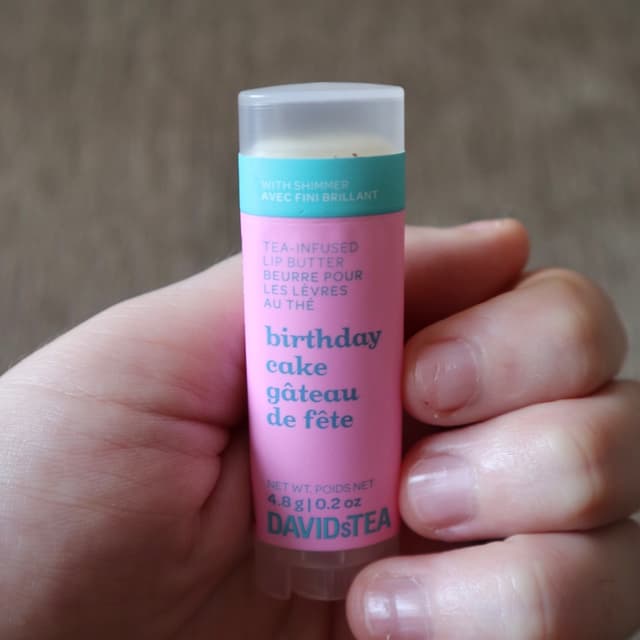 WITH SHIMMER
AVEC FINI BRILLANT
TEA-INFUSED
LIP BUTTER
BEURRE POUR
LES LÈVRES
AU THÉ
birthday
cake
gâteau
de fête
NET WT. POIDS NET
4.8 g | 0.2 oz
DAVIDsTEA